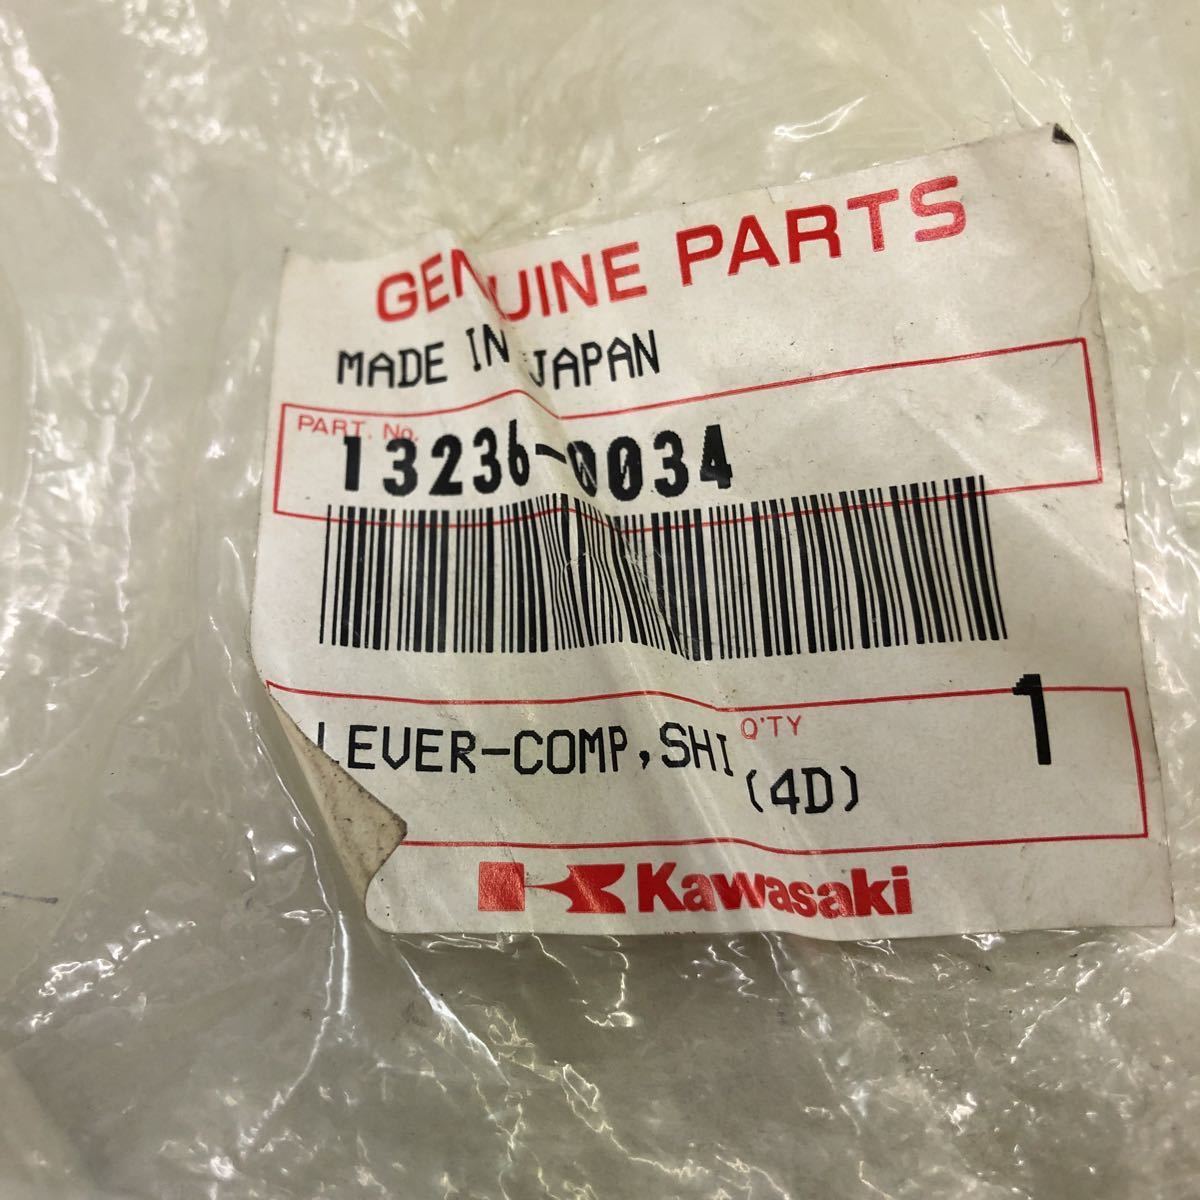 GENUINE PARTS
MADE IN JAPAN
PART. No.
13236-0034
LEVER-COMP,SHI
Q'TY
1
(4D)
Kawasaki